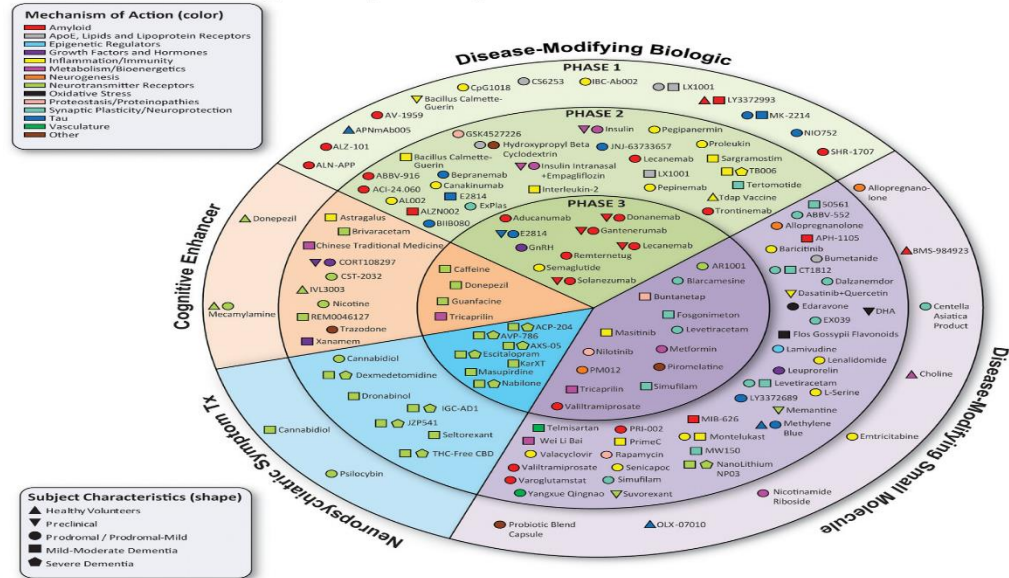 Mechanism of Action (color)
Amyloid
ApoE, Lipids and Lipoprotein Receptors
Epigenetic Regulators
Growth Factors and Hormones
Inflammation/Immunity
Metabolism/Bioenergetics
Neurogenesis
Neurotransmitter Receptors
Oxidative Stress
Proteostasis/Proteinopathies
Synaptic Plasticity/Neuroprotection
Tau
Vasculature
Other
Disease-Modifying Biologic
PHASE 1
CpG1018
CS6253
IBC-Ab002
LX1001
Bacillus Calmette-
Guerin
LY3372993
AV-1959
MK-2214
APNmAb005
NIO752
ALZ-101
SHR-1707
ALN-APP
PHASE 2
GSK4527226
Insulin
Pegipanermin
Hydroxypropyl Beta
Cyclodextrin
JNJ-63733657
Proleukin
Bacillus Calmette-
Guerin
Lecanemab
Sargramostim
ABBV-916
Bepranemab
Insulin Intranasal
+Empagliflozin
LX1001
TB006
ACI-24.060
Canakinumab
Interleukin-2
Pepinemab
Tertomotide
AL002
E2814
Tdap Vaccine
ALZN002
ExPlas
Trontinemab
BIIB080
PHASE 3
Aducanumab
Donanemab
E2814
Gantenerumab
GnRH
Lecanemab
Remternetug
Semaglutide
Solanezumab
Cognitive Enhancer
Donepezil
Mecamylamine
Astragalus
Brivaracetam
Chinese Traditional Medicine
CORT108297
CST-2032
IVL3003
Nicotine
REM0046127
Trazodone
Xanamem
Caffeine
Donepezil
Guanfacine
Tricaprilin
Neuropsychiatric Symptom Tx
ACP-204
AVP-786
AXS-05
Escitalopram
KarXT
Masupirdine
Nabilone
Cannabidiol
Dexmedetomidine
Dronabinol
IGC-AD1
JZP541
Seltorexant
THC-Free CBD
Cannabidiol
Psilocybin
Disease-Modifying Small Molecule
AR1001
Blarcamesine
Buntanetap
Fosgonimeton
Levetiracetam
Masitinib
Metformin
Nilotinib
Piromelatine
PM012
Tricaprilin
Simufilam
Valiltramiprosate
S0561
ABBV-552
Allopregnanolone
APH-1105
Baricitinib
Bumetanide
CT1812
Dalzanemdor
Dasatinib+Quercetin
Edaravone
DHA
EX039
Flos Gossypii Flavonoids
Lamivudine
Lenalidomide
Leuprorelin
Levetiracetam
L-Serine
LY3372689
Memantine
Methylene
Blue
MIB-626
Montelukast
MW150
NanoLithium
NP03
Telmisartan
PRI-002
Wei Li Bai
PrimeC
Valacyclovir
Rapamycin
Valiltramiprosate
Senicapoc
Varoglutamstat
Simufilam
Yangxue Qingnao
Suvorexant
Allopregnano-
lone
BMS-984923
Centella
Asiatica
Product
Choline
Emtricitabine
Nicotinamide
Riboside
OLX-07010
Probiotic Blend
Capsule
Subject Characteristics (shape)
Healthy Volunteers
Preclinical
Prodromal / Prodromal-Mild
Mild-Moderate Dementia
Severe Dementia